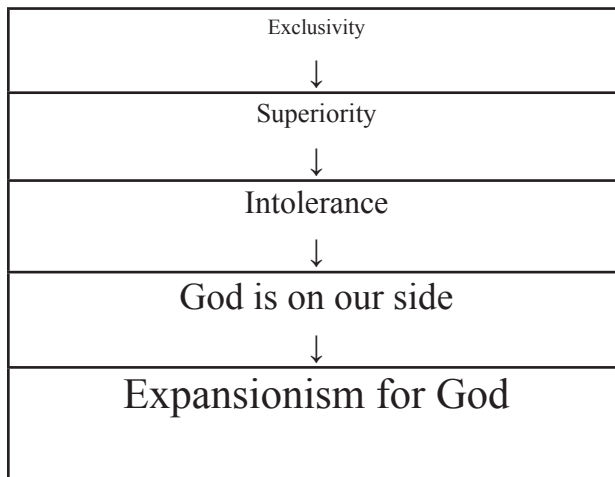 Exclusivity
↓
Superiority
↓
Intolerance
↓
God is on our side
↓
Expansionism for God